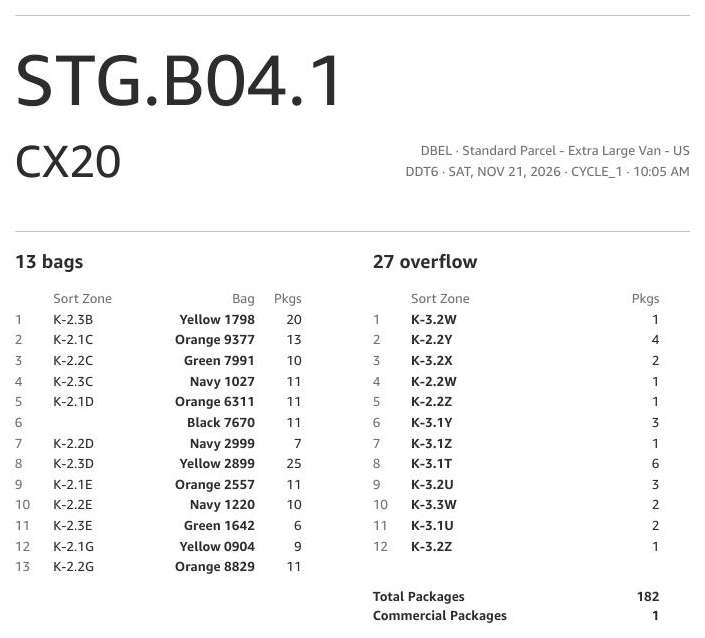 STG.B04.1
CX20
DBEL · Standard Parcel - Extra Large Van - US
DDT6 · SAT, NOV 21, 2026 · CYCLE_1 · 10:05 AM
13 bags
Sort Zone Bag Pkgs
1 K-2.3B Yellow 1798 20
2 K-2.1C Orange 9377 13
3 K-2.2C Green 7991 10
4 K-2.3C Navy 1027 11
5 K-2.1D Orange 6311 11
6 Black 7670 11
7 K-2.2D Navy 2999 7
8 K-2.3D Yellow 2899 25
9 K-2.1E Orange 2557 11
10 K-2.2E Navy 1220 10
11 K-2.3E Green 1642 6
12 K-2.1G Yellow 0904 9
13 K-2.2G Orange 8829 11
27 overflow
Sort Zone Pkgs
1 K-3.2W 1
2 K-2.2Y 4
3 K-3.2X 2
4 K-2.2W 1
5 K-2.2Z 1
6 K-3.1Y 3
7 K-3.1Z 1
8 K-3.1T 6
9 K-3.2U 3
10 K-3.3W 2
11 K-3.1U 2
12 K-3.2Z 1
Total Packages 182
Commercial Packages 1